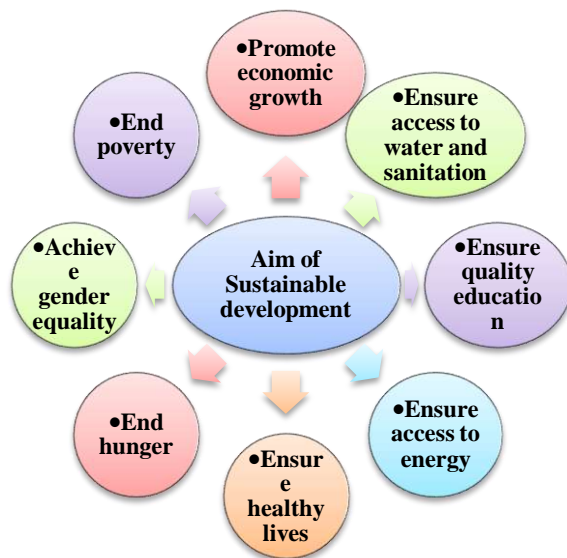 •Promote
economic
growth
•Ensure
access to
water and
sanitation
•Ensure
quality
educatio
n
•Ensure
access to
energy
•Ensur
e
healthy
lives
•End
hunger
•Achiev
e
gender
equality
•End
poverty
Aim of
Sustainable
development